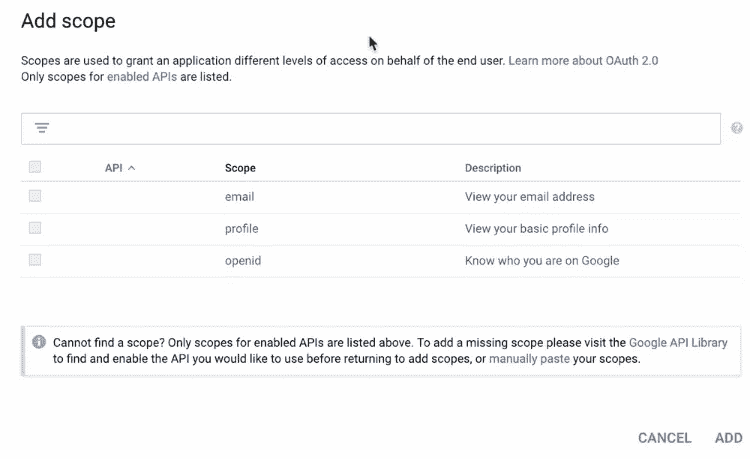 Add scope
Scopes are used to grant an application different levels of access on behalf of the end user. Learn more about OAuth 2.0
Only scopes for enabled APIs are listed.
API Scope Description
email View your email address
profile View your basic profile info
openid Know who you are on Google
Cannot find a scope? Only scopes for enabled APIs are listed above. To add a missing scope please visit the Google API Library
to find and enable the API you would like to use before returning to add scopes, or manually paste your scopes.
CANCEL ADD